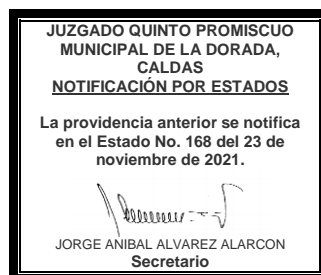 JUZGADO QUINTO PROMISCUO
MUNICIPAL DE LA DORADA,
CALDAS
NOTIFICACIÓN POR ESTADOS
La providencia anterior se notifica
en el Estado No. 168 del 23 de
noviembre de 2021.
JORGE ANIBAL ALVAREZ ALARCON
Secretario